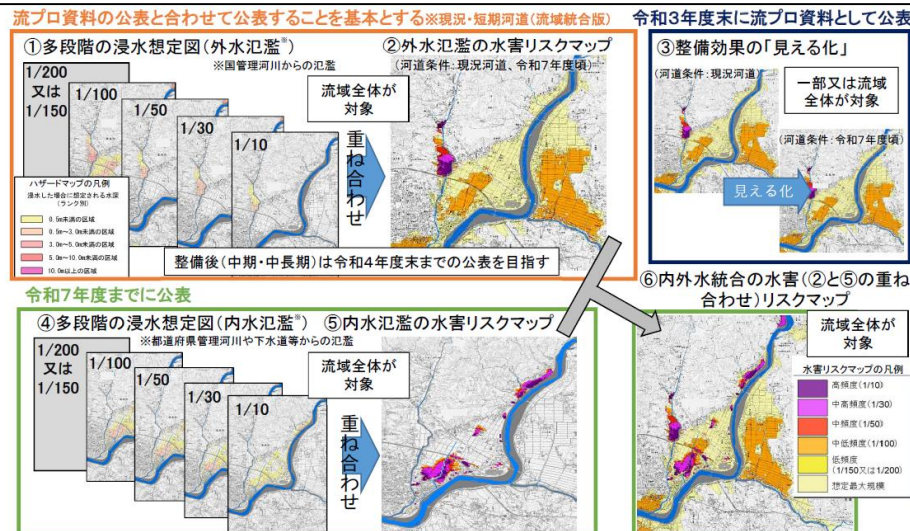 流プロ資料の公表と合わせて公表することを基本とする※現況・短期河道(流域統合版)
①多段階の浸水想定図(外水氾濫※)
※国管理河川からの氾濫
1/200
又は
1/150
1/100
1/50
1/30
1/10
流域全体が
対象
重ね合わせ
ハザードマップの凡例
浸水した場合に想定される水深
(ランク別)
0.5m未満の区域
0.5m~3.0m未満の区域
3.0m~5.0m未満の区域
5.0m~10.0m未満の区域
10.0m以上の区域
②外水氾濫の水害リスクマップ
(河道条件:現況河道、令和7年度頃)
整備後(中期・中長期)は令和4年度末までの公表を目指す
令和3年度末に流プロ資料として公表
③整備効果の「見える化」
(河道条件:現況河道)
一部又は流域
全体が対象
(河道条件:令和7年度頃)
見える化
令和7年度までに公表
④多段階の浸水想定図(内水氾濫※)
※都道府県管理河川や下水道等からの氾濫
1/200
又は
1/150
1/100
1/50
1/30
1/10
流域全体が
対象
重ね合わせ
⑤内水氾濫の水害リスクマップ
⑥内外水統合の水害(②と⑤の重ね
合わせ)リスクマップ
流域全体が
対象
水害リスクマップの凡例
高頻度(1/10)
中高頻度(1/30)
中頻度(1/50)
中低頻度(1/100)
低頻度
(1/150又は1/200)
想定最大規模